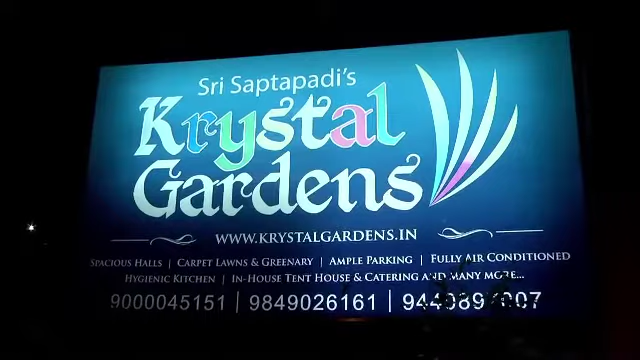 Sri Saptapadi's
Krystal
Gardens
WWW.KRYSTALGARDENS.IN
SPACIOUS HALLS | CARPET LAWNS & GREENARY | AMPLE PARKING | FULLY AIR CONDITIONED
HYGIENIC KITCHEN | IN-HOUSE TENT HOUSE & CATERING AND MANY MORE...
9000045151 | 9849026161 |